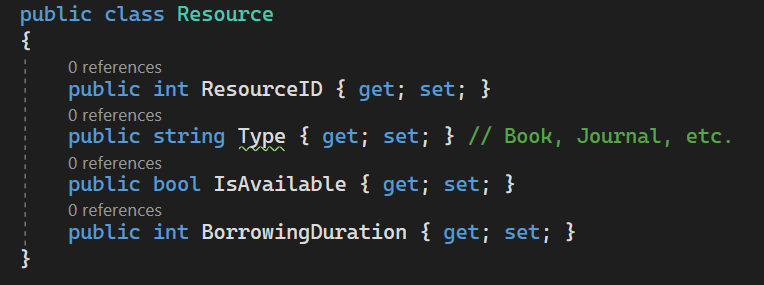 public class Resource
{
0 references
public int ResourceID { get; set; }
0 references
public string Type { get; set; } // Book, Journal, etc.
0 references
public bool IsAvailable { get; set; }
0 references
public int BorrowingDuration { get; set; }
}